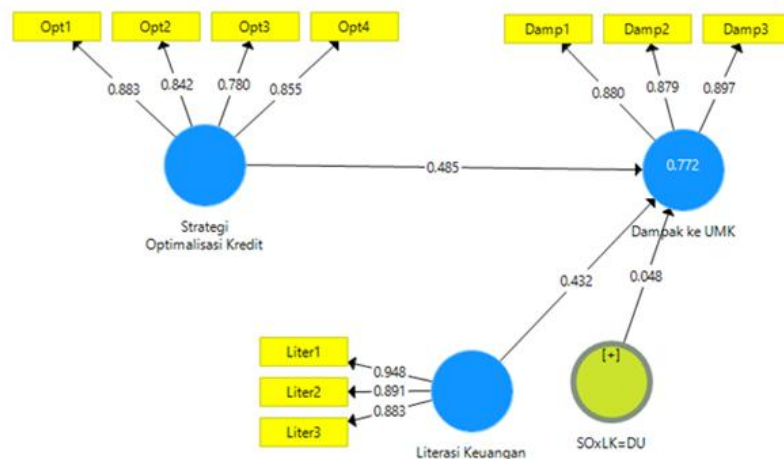 Opt1 Opt2 Opt3 Opt4 Damp1 Damp2 Damp3
0.883 0.842 0.780 0.855 0.880 0.879 0.897
0.485
0.772
Strategi
Optimalisasi Kredit
Dampak ke UMK
0.432
0.048
Liter1
Liter2
Liter3
0.948
0.891
0.883
[+]
Literasi Keuangan
SOxLK=DU